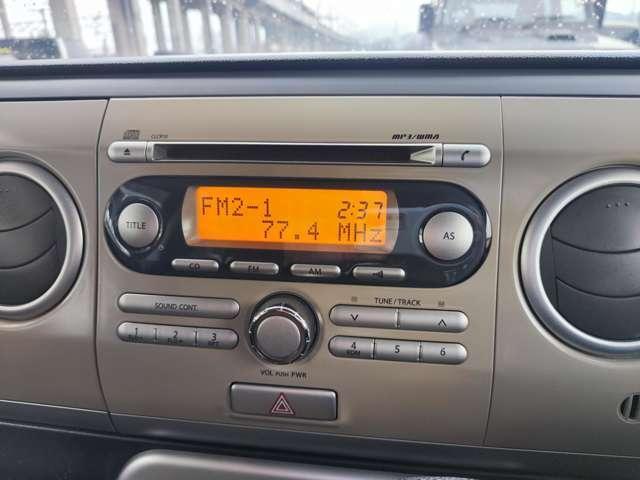 MP3/WMA
FM2-1 2:37
77.4 MHz
TITLE
AS
CD
FM
AM
SOUND CONT.
TUNE/TRACK
1
2
3
4
RDM
5
6
VOL PUSH PWR